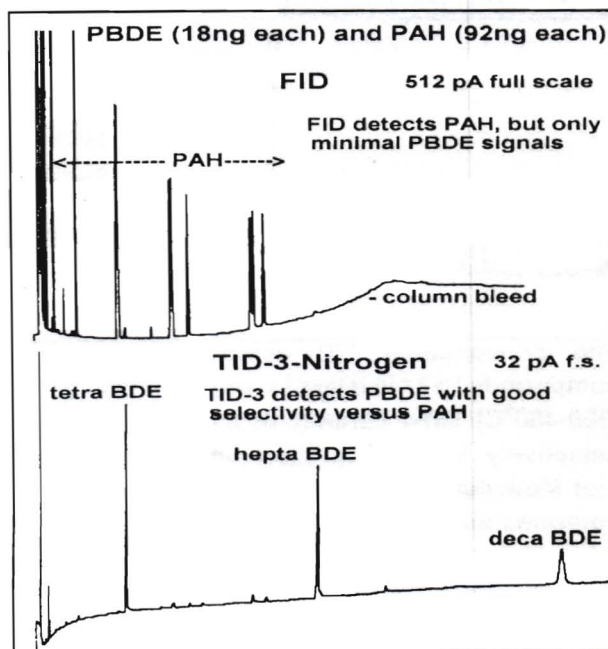 PBDE (18ng each) and PAH (92ng each)
FID 512 pA full scale
FID detects PAH, but only
minimal PBDE signals
<----- PAH ----->
- column bleed
TID-3-Nitrogen 32 pA f.s.
tetra BDE
TID-3 detects PBDE with good
selectivity versus PAH
hepta BDE
deca BDE